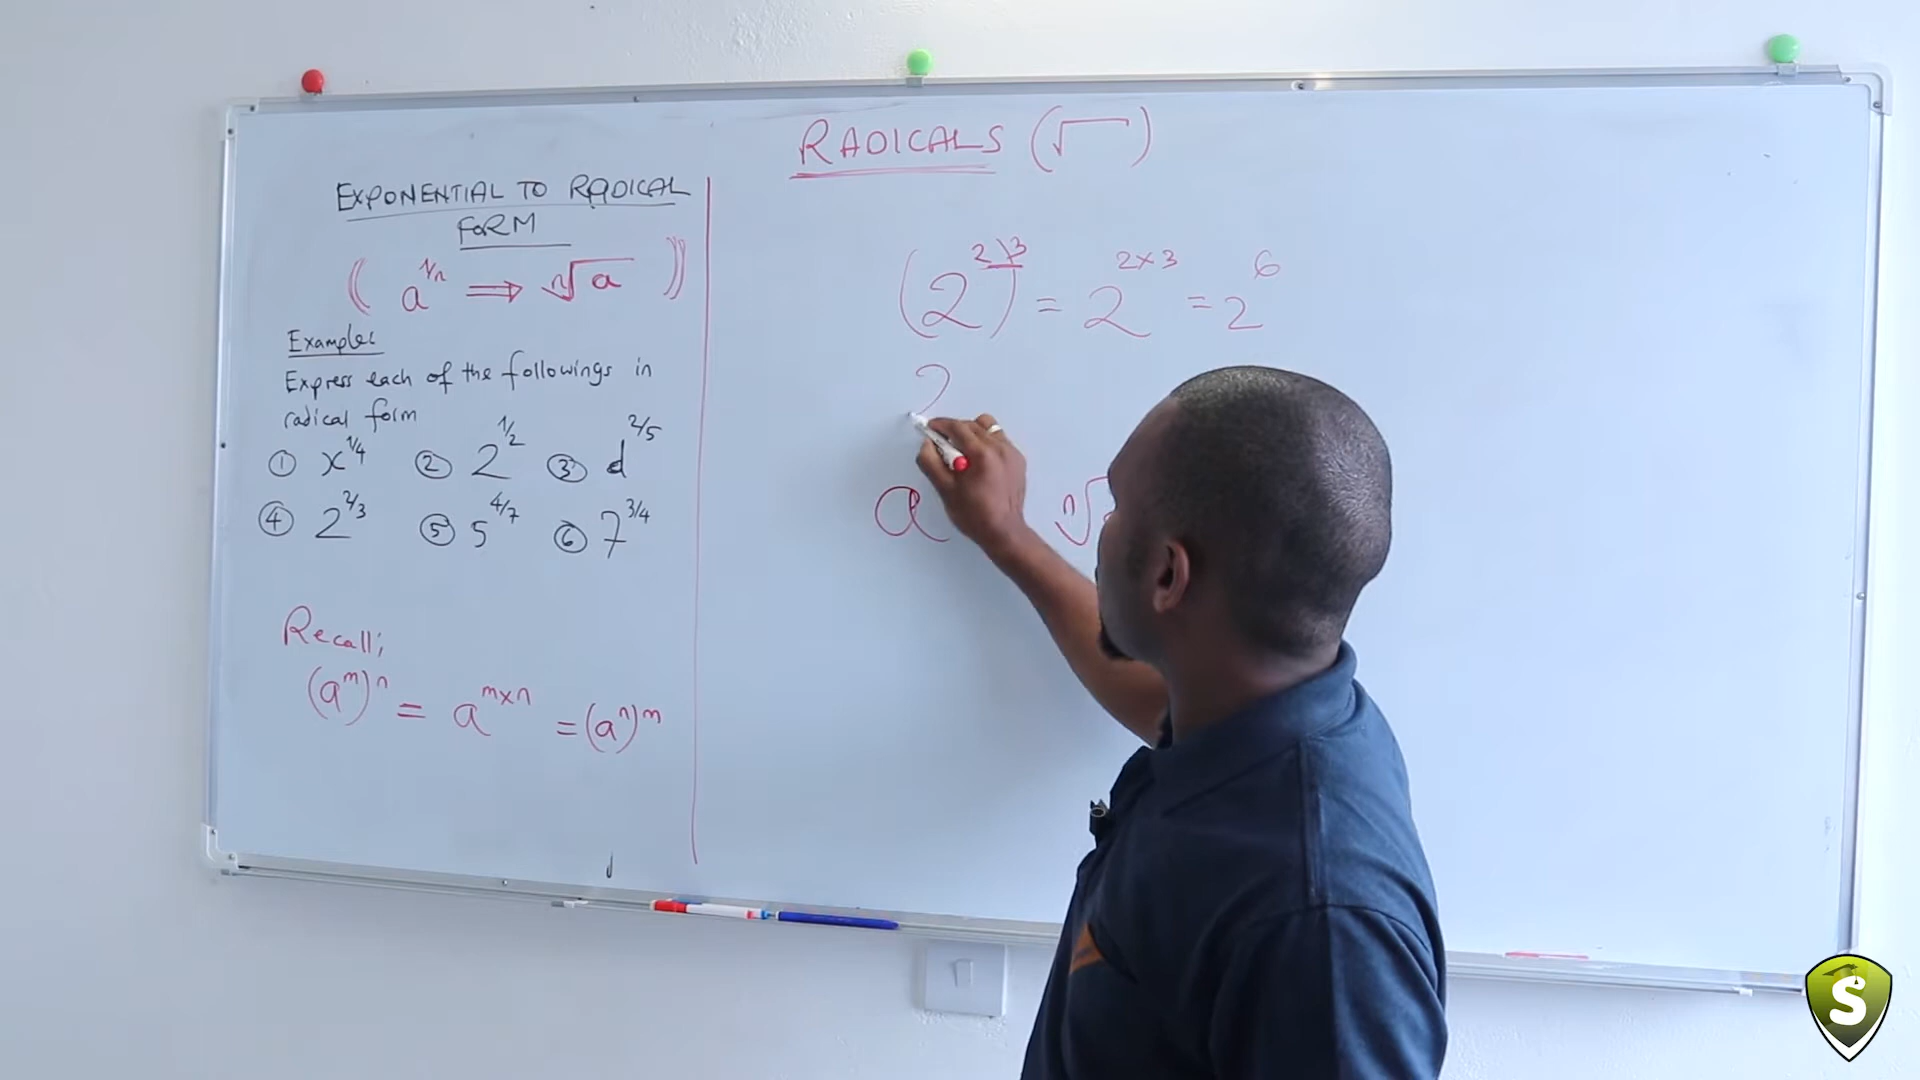 RADICALS (√ )
EXPONENTIAL TO RADICAL
FORM
(( a^1/n ⟹ ⁿ√a ))
Example:
Express each of the followings in
radical form
① x^1/4 ② 2^1/2 ③ d^2/5
④ 2^2/3 ⑤ 5^4/7 ⑥ 7^3/4
Recall;
(a^m)^n = a^m×n = (a^n)^m
(2^2)^3 = 2^2×3 = 2^6
2
a ⁿ√
S